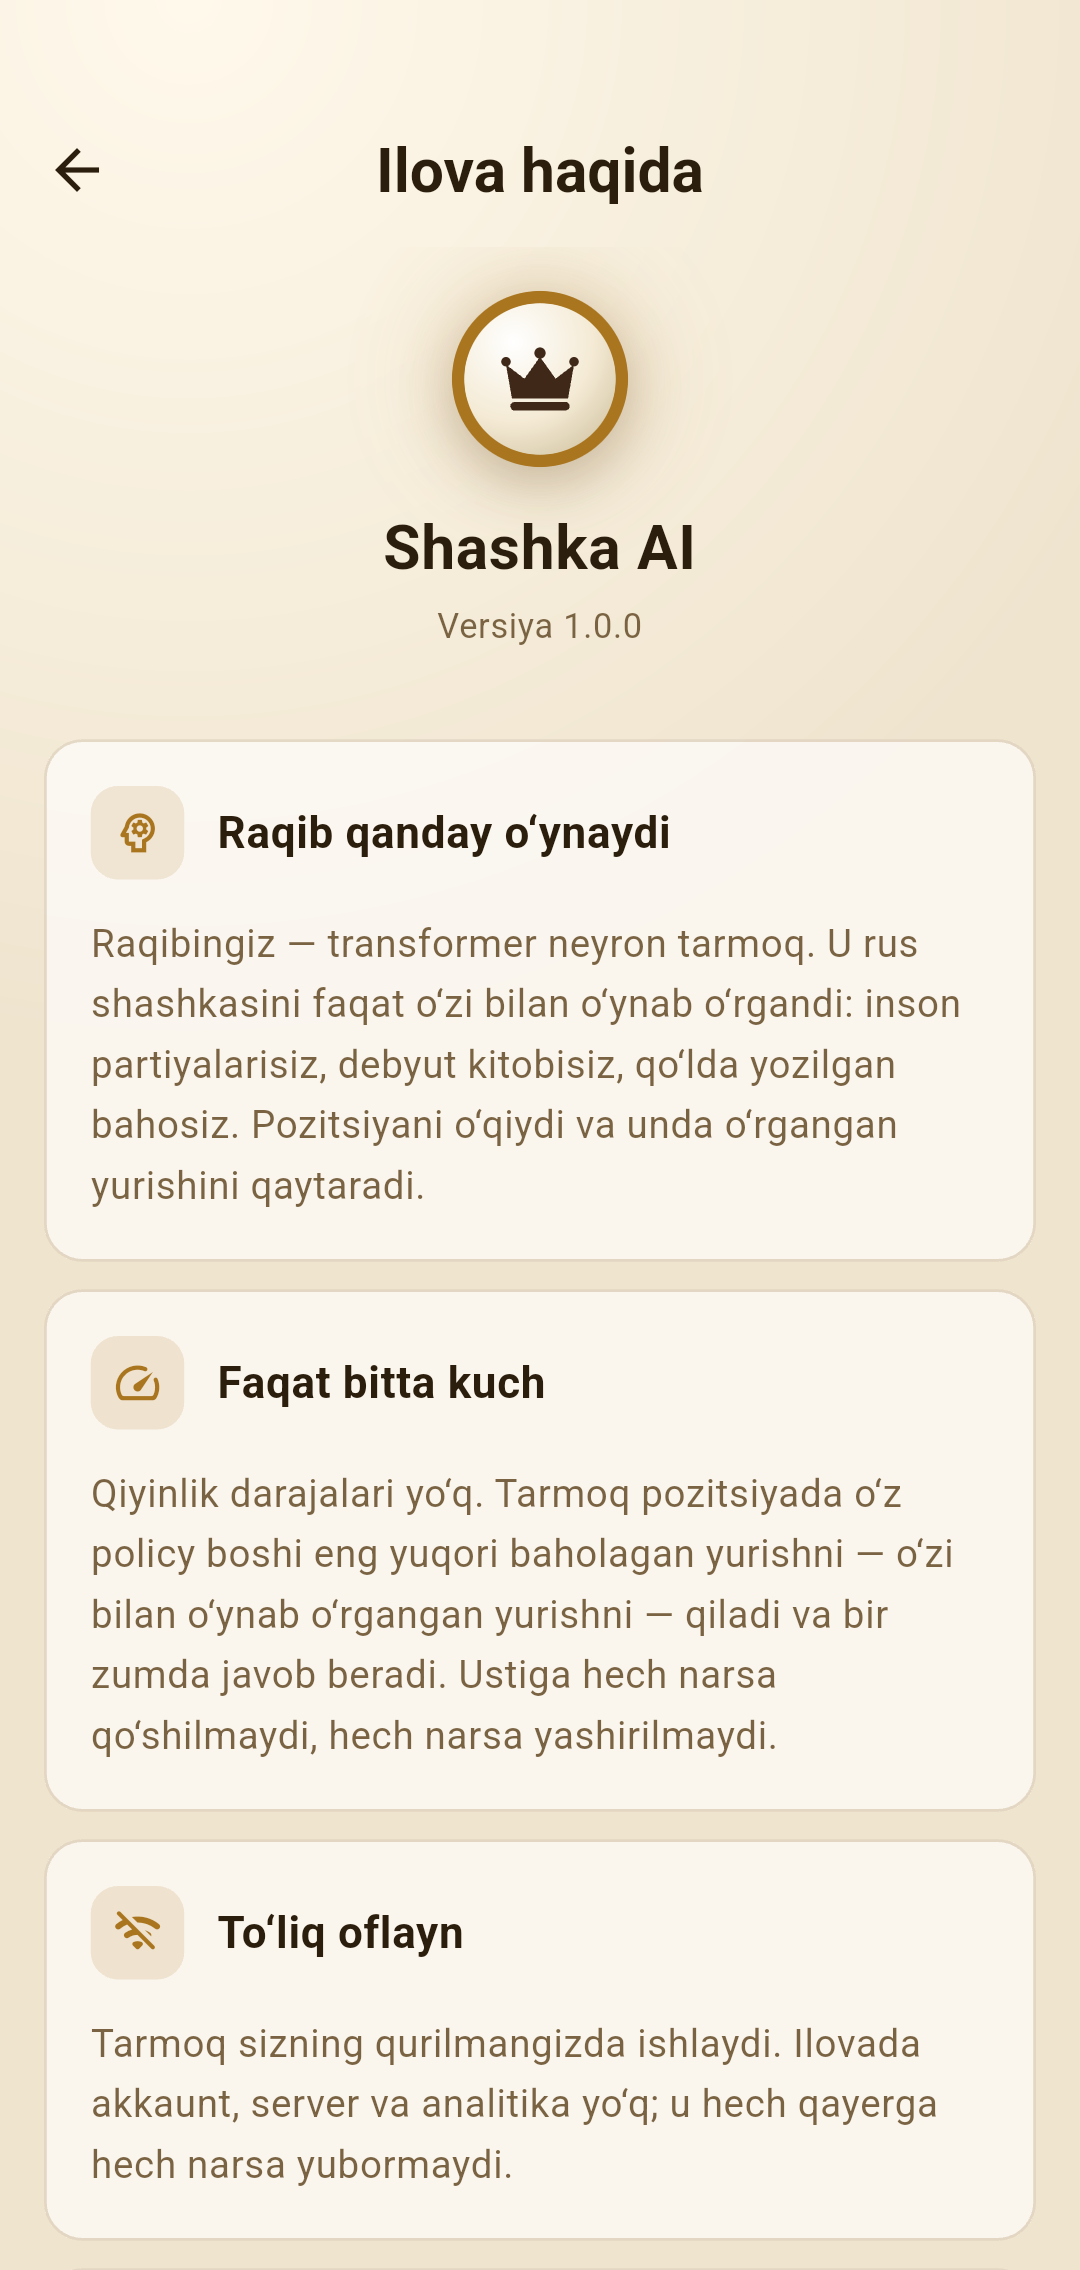 Ilova haqida
Shashka AI
Versiya 1.0.0
Raqib qanday o‘ynaydi
Raqibingiz — transformer neyron tarmoq. U rus
shashkasini faqat o‘zi bilan o‘ynab o‘rgandi: inson
partiyalarisiz, debyut kitobisiz, qo‘lda yozilgan
bahosiz. Pozitsiyani o‘qiydi va unda o‘rgangan
yurishini qaytaradi.
Faqat bitta kuch
Qiyinlik darajalari yo‘q. Tarmoq pozitsiyada o‘z
policy boshi eng yuqori baholagan yurishni — o‘zi
bilan o‘ynab o‘rgangan yurishni — qiladi va bir
zumda javob beradi. Ustiga hech narsa
qo‘shilmaydi, hech narsa yashirilmaydi.
To‘liq oflayn
Tarmoq sizning qurilmangizda ishlaydi. Ilovada
akkaunt, server va analitika yo‘q; u hech qayerga
hech narsa yubormaydi.